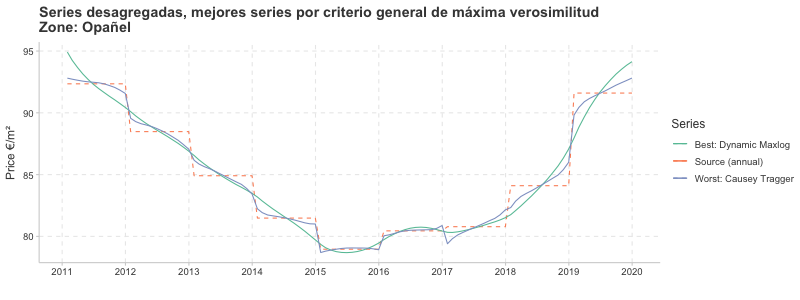 Series desagregadas, mejores series por criterio general de máxima verosimilitud
Zone: Opañel
Price €/m²
95
90
85
80
2011 2012 2013 2014 2015 2016 2017 2018 2019 2020
Series
Best: Dynamic Maxlog
Source (annual)
Worst: Causey Tragger